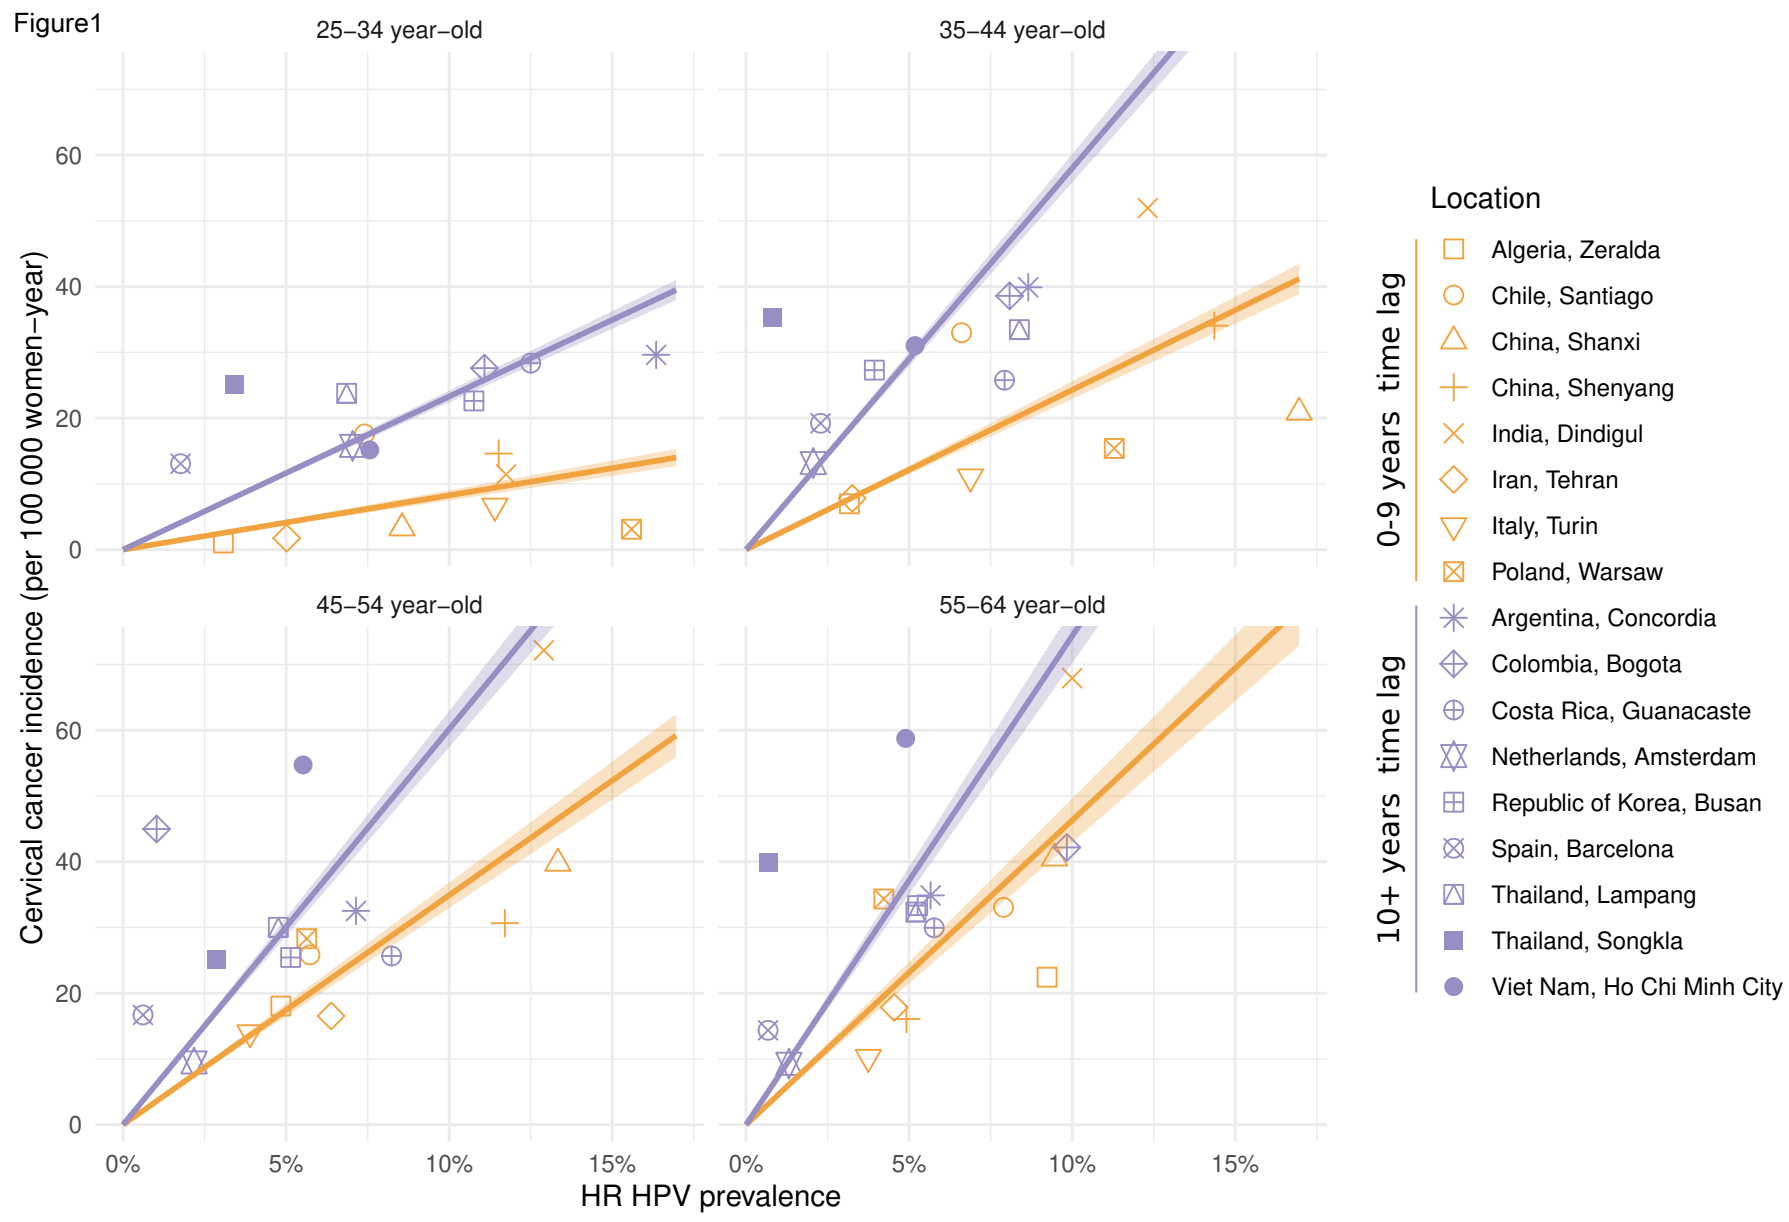 Figure1
25−34 year−old
35−44 year−old
60
40
20
0
45−54 year−old
55−64 year−old
60
40
20
0
0%
5%
10%
15%
0%
5%
10%
15%
HR HPV prevalence
Cervical cancer incidence (per 100 000 women−year)
Location
0-9 years time lag
Algeria, Zeralda
Chile, Santiago
China, Shanxi
China, Shenyang
India, Dindigul
Iran, Tehran
Italy, Turin
Poland, Warsaw
10+ years time lag
Argentina, Concordia
Colombia, Bogota
Costa Rica, Guanacaste
Netherlands, Amsterdam
Republic of Korea, Busan
Spain, Barcelona
Thailand, Lampang
Thailand, Songkla
Viet Nam, Ho Chi Minh City